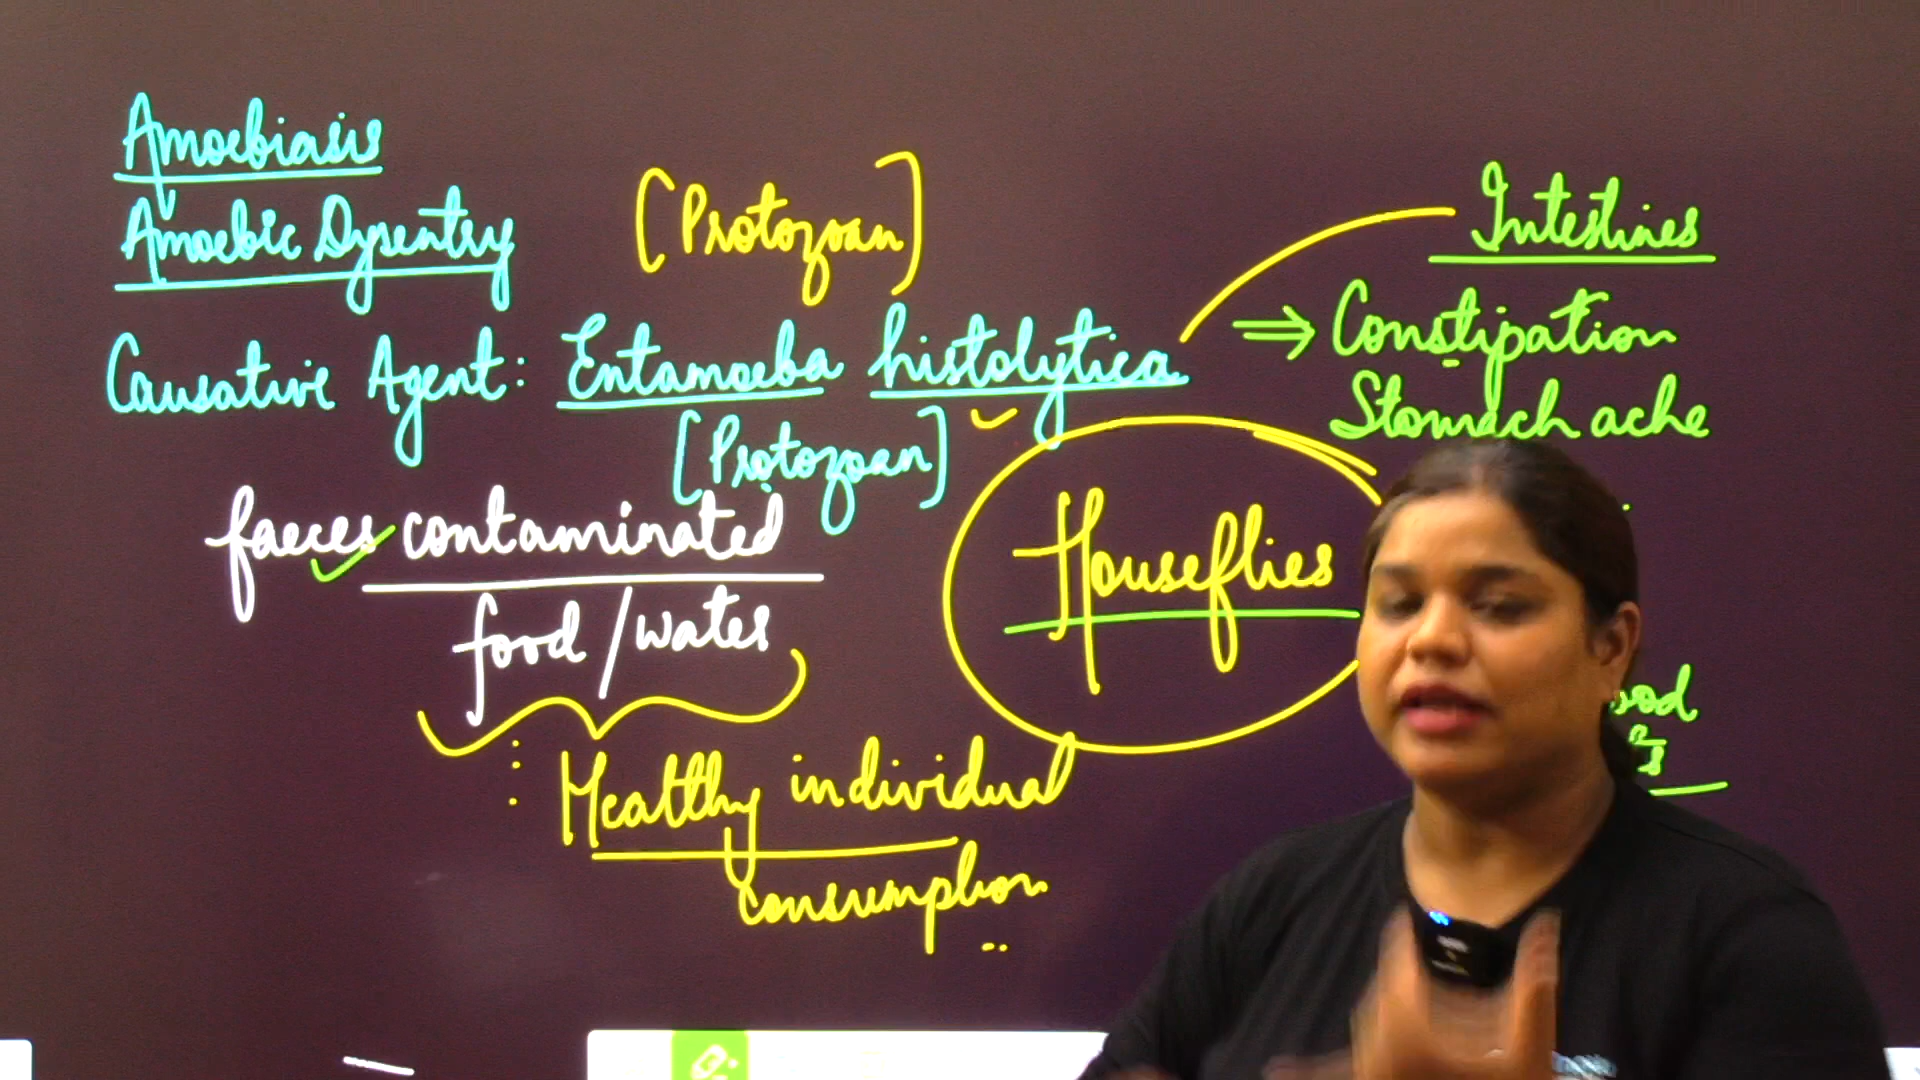 Amoebiasis
Amoebic Dysentry
[Protozoan]
Causative Agent: Entamoeba histolytica
[Protozoan]
faeces contaminated
food/water
Healthy individual
consumption
Houseflies
Intestines
⇒ Constipation
Stomach ache